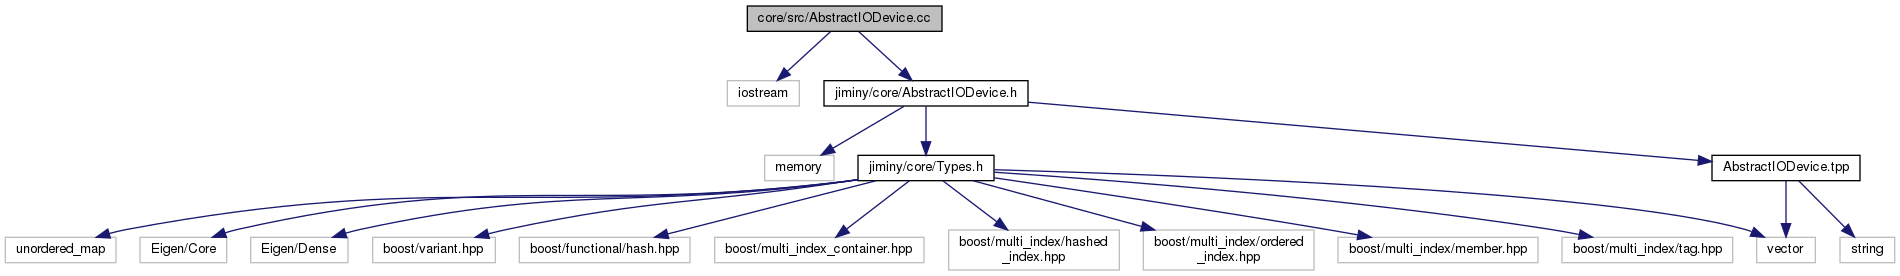 core/src/AbstractIODevice.cc
iostream
jiminy/core/AbstractIODevice.h
memory
jiminy/core/Types.h
AbstractIODevice.tpp
unordered_map
Eigen/Core
Eigen/Dense
boost/variant.hpp
boost/functional/hash.hpp
boost/multi_index_container.hpp
boost/multi_index/hashed
_index.hpp
boost/multi_index/ordered
_index.hpp
boost/multi_index/member.hpp
boost/multi_index/tag.hpp
vector
string